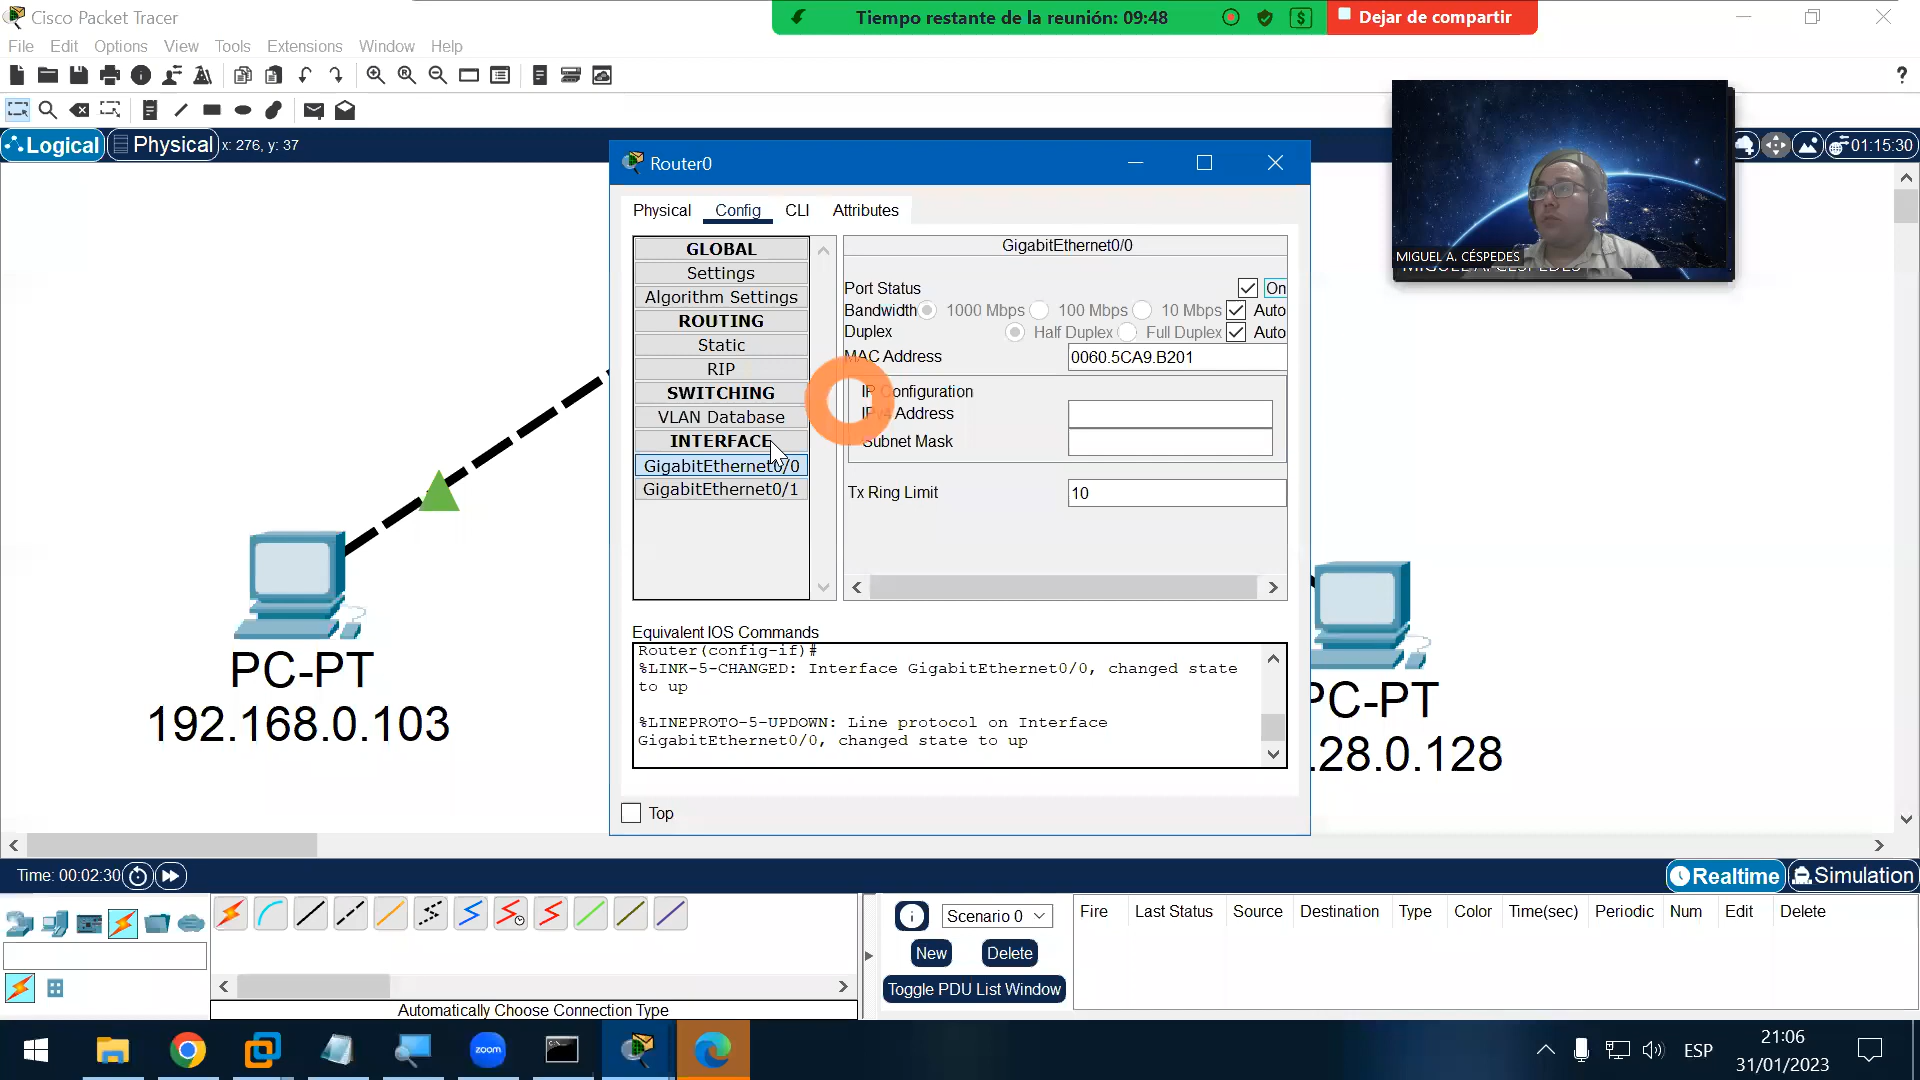 Cisco Packet Tracer
Tiempo restante de la reunión: 09:48
Dejar de compartir
File Edit Options View Tools Extensions Window Help
?
Logical
Physical
x: 276, y: 37
01:15:30
MIGUEL A. CÉSPEDES
Router0
Physical Config CLI Attributes
GLOBAL
Settings
Algorithm Settings
ROUTING
Static
RIP
SWITCHING
VLAN Database
INTERFACE
GigabitEthernet0/0
GigabitEthernet0/1
GigabitEthernet0/0
Port Status On
Bandwidth 1000 Mbps 100 Mbps 10 Mbps Auto
Duplex Half Duplex Full Duplex Auto
MAC Address 0060.5CA9.B201
IP Configuration
IPv4 Address
Subnet Mask
Tx Ring Limit 10
Equivalent IOS Commands
Router(config-if)#
%LINK-5-CHANGED: Interface GigabitEthernet0/0, changed state
to up
%LINEPROTO-5-UPDOWN: Line protocol on Interface
GigabitEthernet0/0, changed state to up
Top
PC-PT
192.168.0.103
PC-PT
.28.0.128
Time: 00:02:30
Realtime
Simulation
Scenario 0
New
Delete
Toggle PDU List Window
Fire Last Status Source Destination Type Color Time(sec) Periodic Num Edit Delete
Automatically Choose Connection Type
zoom
ESP
21:06
31/01/2023